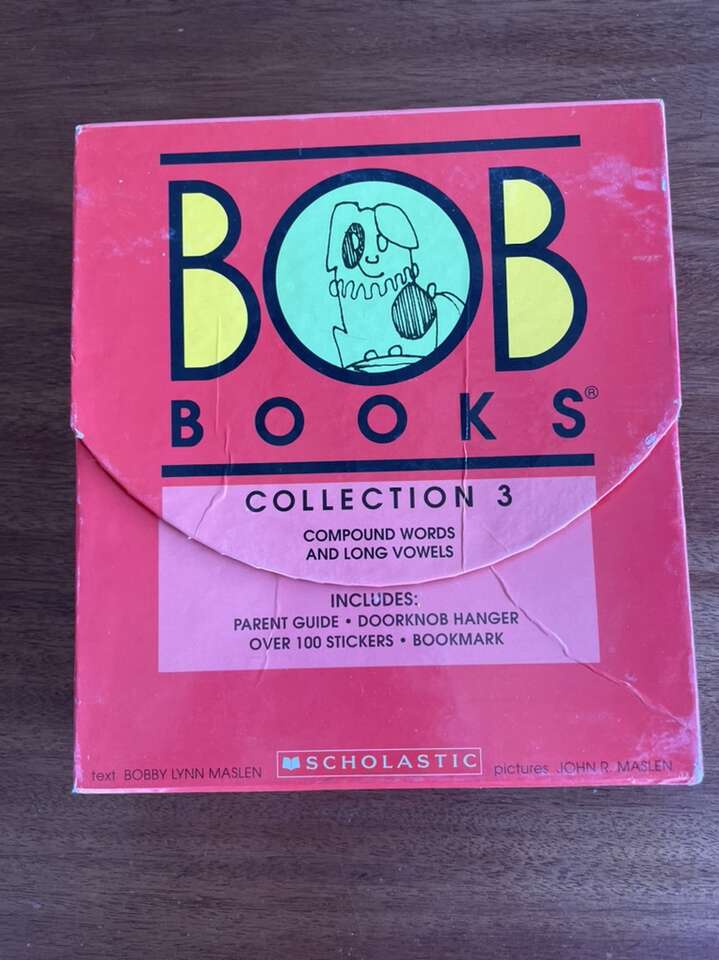 BOB
BOOKS®
COLLECTION 3
COMPOUND WORDS
AND LONG VOWELS
INCLUDES:
PARENT GUIDE • DOORKNOB HANGER
OVER 100 STICKERS • BOOKMARK
text BOBBY LYNN MASLEN
SCHOLASTIC
pictures JOHN R. MASLEN